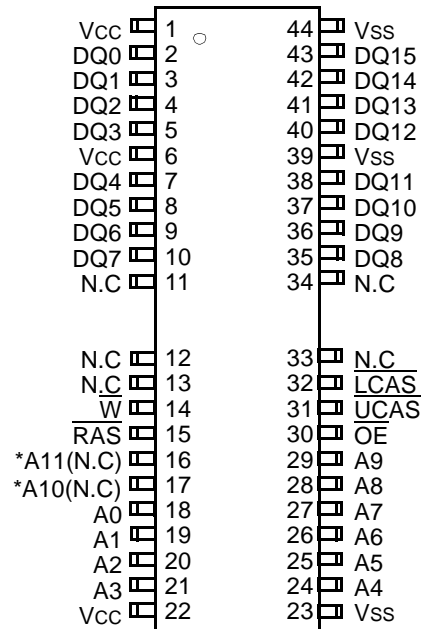 Vcc 1 44 Vss
DQ0 2 43 DQ15
DQ1 3 42 DQ14
DQ2 4 41 DQ13
DQ3 5 40 DQ12
Vcc 6 39 Vss
DQ4 7 38 DQ11
DQ5 8 37 DQ10
DQ6 9 36 DQ9
DQ7 10 35 DQ8
N.C 11 34 N.C
N.C 12 33 N.C
N.C 13 32 LCAS
W 14 31 UCAS
RAS 15 30 OE
*A11(N.C) 16 29 A9
*A10(N.C) 17 28 A8
A0 18 27 A7
A1 19 26 A6
A2 20 25 A5
A3 21 24 A4
Vcc 22 23 Vss